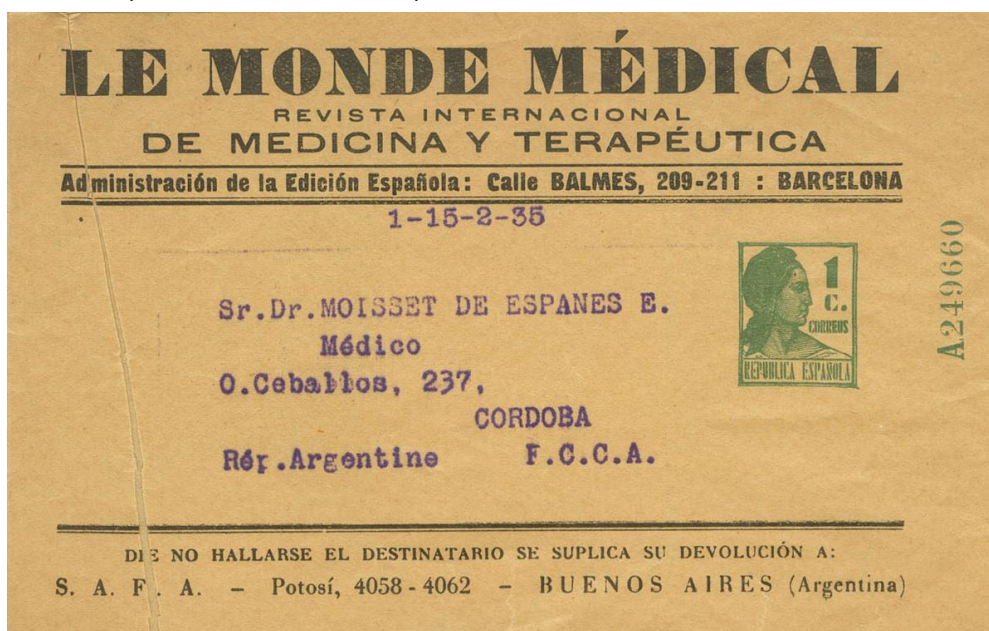 LE MONDE MÉDICAL
REVISTA INTERNACIONAL
DE MEDICINA Y TERAPÉUTICA
Administración de la Edición Española: Calle BALMES, 209-211 : BARCELONA
1-15-2-35
1
C.
CORREOS
REPUBLICA ESPAÑOLA
A249660
Sr.Dr.MOISSET DE ESPANES E.
Médico
O.Ceballos, 237,
CORDOBA
Rép.Argentine F.C.C.A.
DE NO HALLARSE EL DESTINATARIO SE SUPLICA SU DEVOLUCIÓN A:
S. A. F. A. – Potosí, 4058 - 4062 – BUENOS AIRES (Argentina)